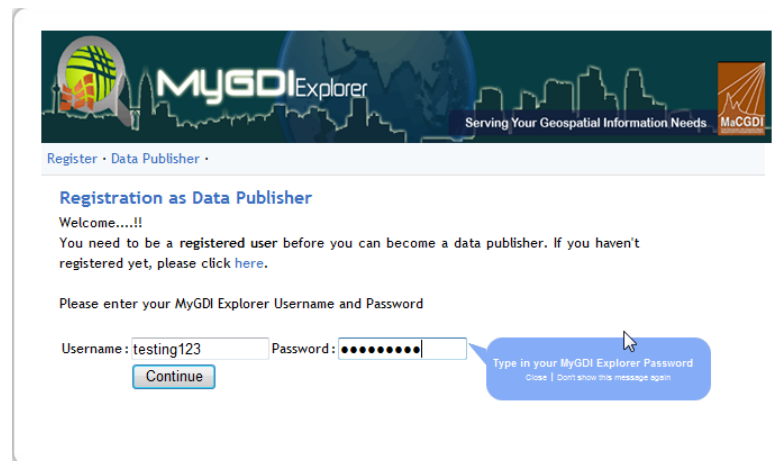 MyGDIExplorer
Serving Your Geospatial Information Needs
MaCGDI
Register · Data Publisher ·
Registration as Data Publisher
Welcome....!!
You need to be a registered user before you can become a data publisher. If you haven't
registered yet, please click here.
Please enter your MyGDI Explorer Username and Password
Username: testing123 Password: ●●●●●●●●●
Type in your MyGDI Explorer Password
Close | Don't show this message again
Continue